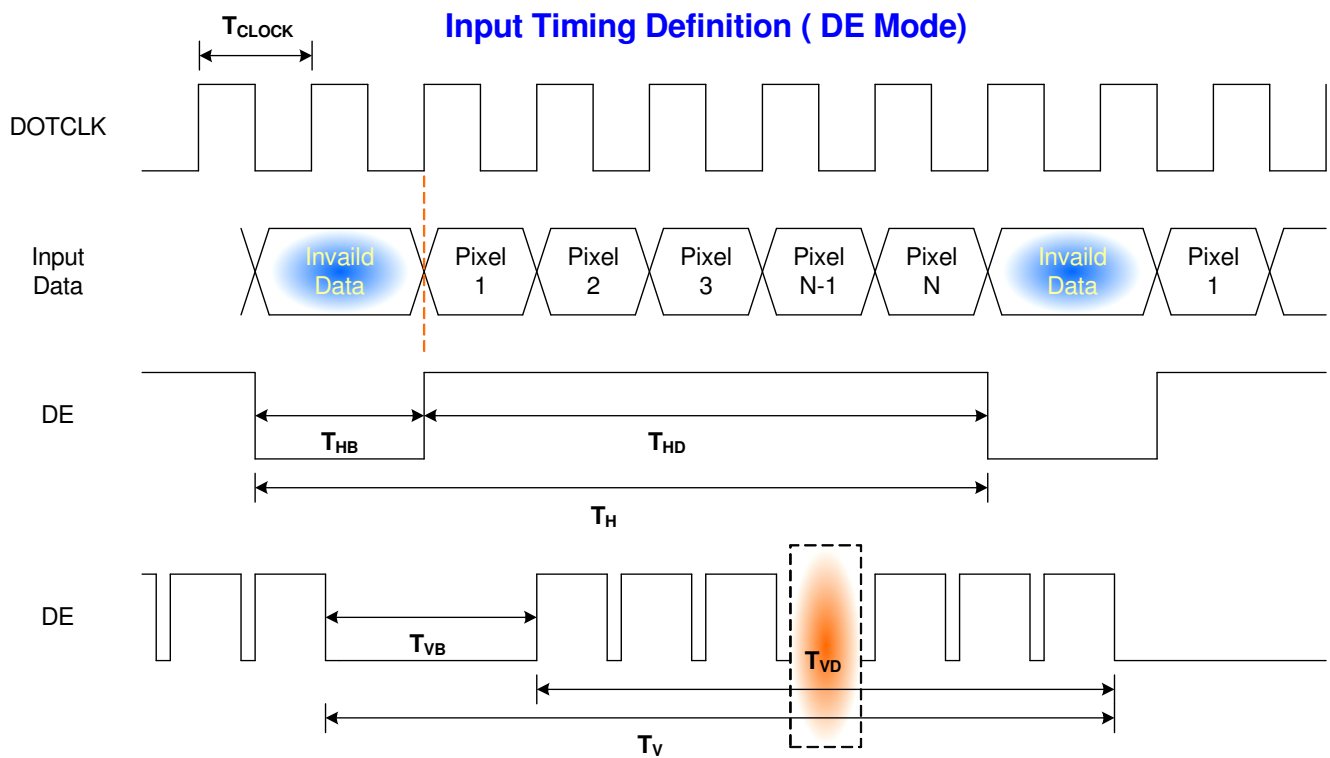 Input Timing Definition ( DE Mode)
TCLOCK
DOTCLK
Input
Data
Invaild
Data
Pixel
1
Pixel
2
Pixel
3
Pixel
N-1
Pixel
N
Invaild
Data
Pixel
1
DE
THB
THD
TH
DE
TVB
TVD
TV